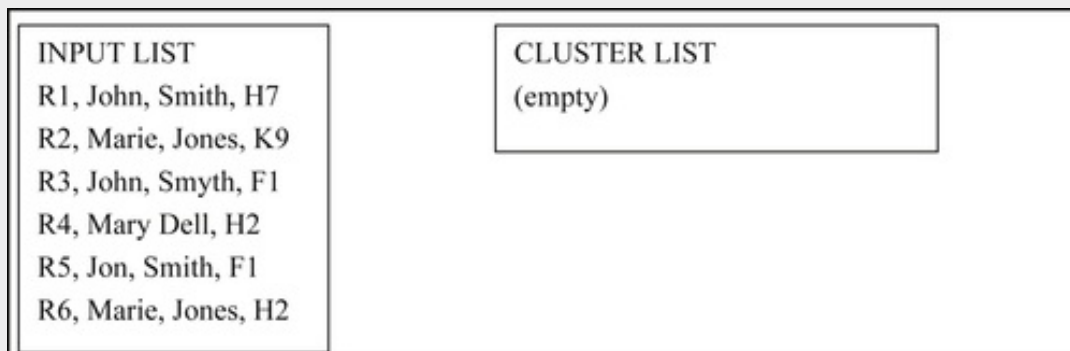 INPUT LIST
R1, John, Smith, H7
R2, Marie, Jones, K9
R3, John, Smyth, F1
R4, Mary Dell, H2
R5, Jon, Smith, F1
R6, Marie, Jones, H2
CLUSTER LIST
(empty)